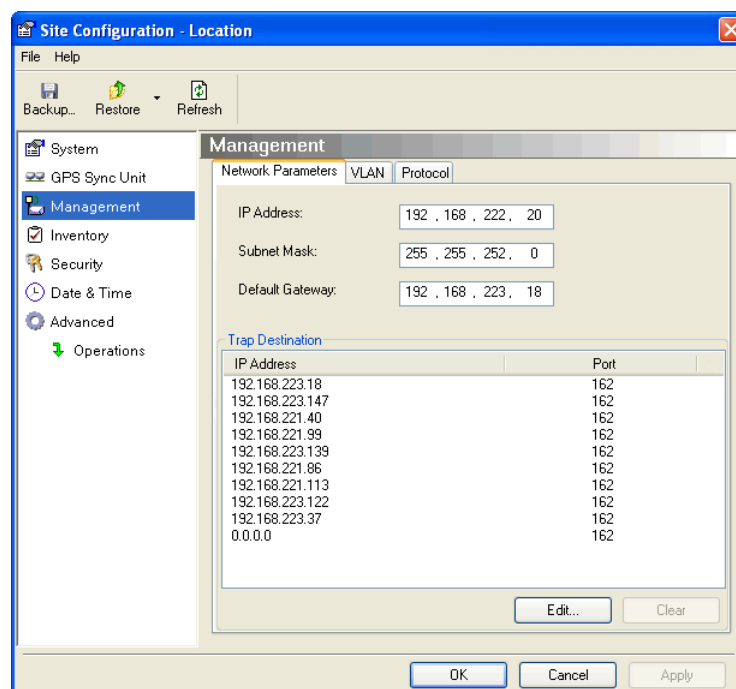 Site Configuration - Location
File Help
Backup... Restore Refresh
System
GPS Sync Unit
Management
Inventory
Security
Date & Time
Advanced
Operations
Management
Network Parameters VLAN Protocol
IP Address: 192 . 168 . 222 . 20
Subnet Mask: 255 . 255 . 252 . 0
Default Gateway: 192 . 168 . 223 . 18
Trap Destination
IP Address Port
192.168.223.18 162
192.168.223.147 162
192.168.221.40 162
192.168.221.99 162
192.168.223.139 162
192.168.221.86 162
192.168.221.113 162
192.168.223.122 162
192.168.223.37 162
0.0.0.0 162
Edit... Clear
OK Cancel Apply